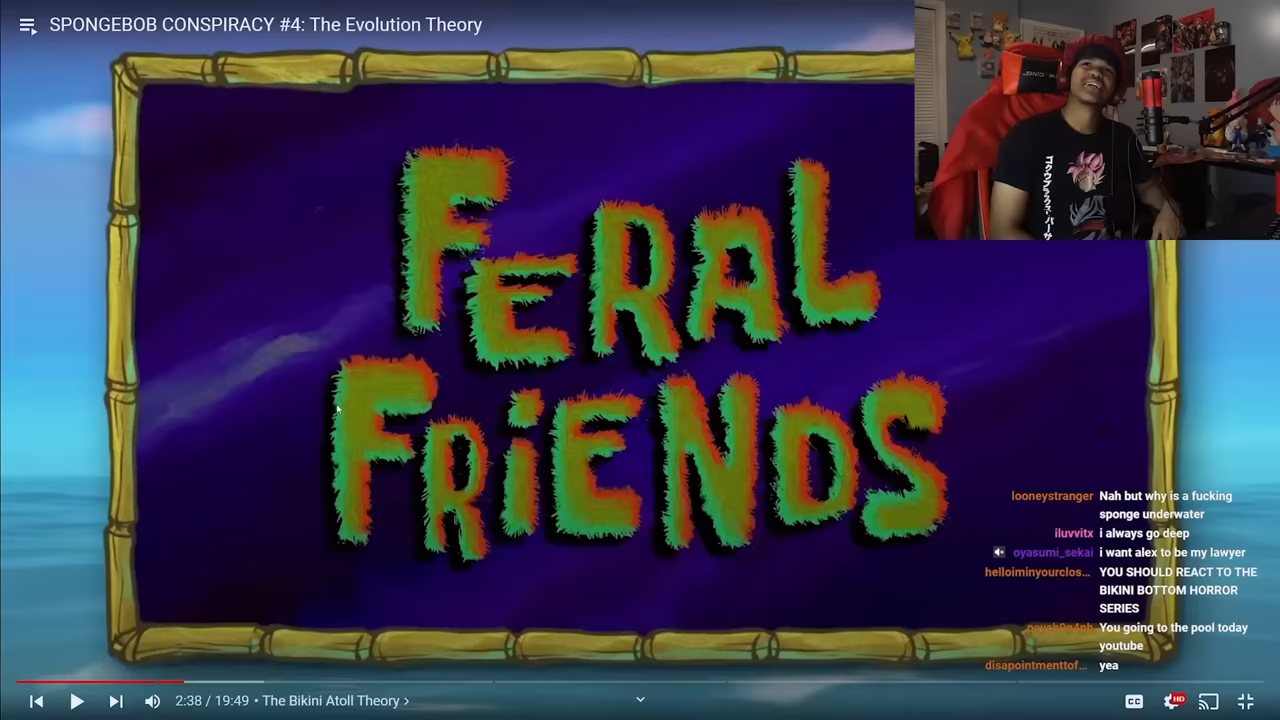 SPONGEBOB CONSPIRACY #4: The Evolution Theory
FERAL
FRiENDS
looneystranger Nah but why is a fucking
sponge underwater
iluvvitx i always go deep
oyasumi_sekai i want alex to be my lawyer
helloiminyourclos... YOU SHOULD REACT TO THE
BIKINI BOTTOM HORROR
SERIES
You going to the pool today
youtube
disapointmenttof... yea
2:38 / 19:49 • The Bikini Atoll Theory >
CC
HD